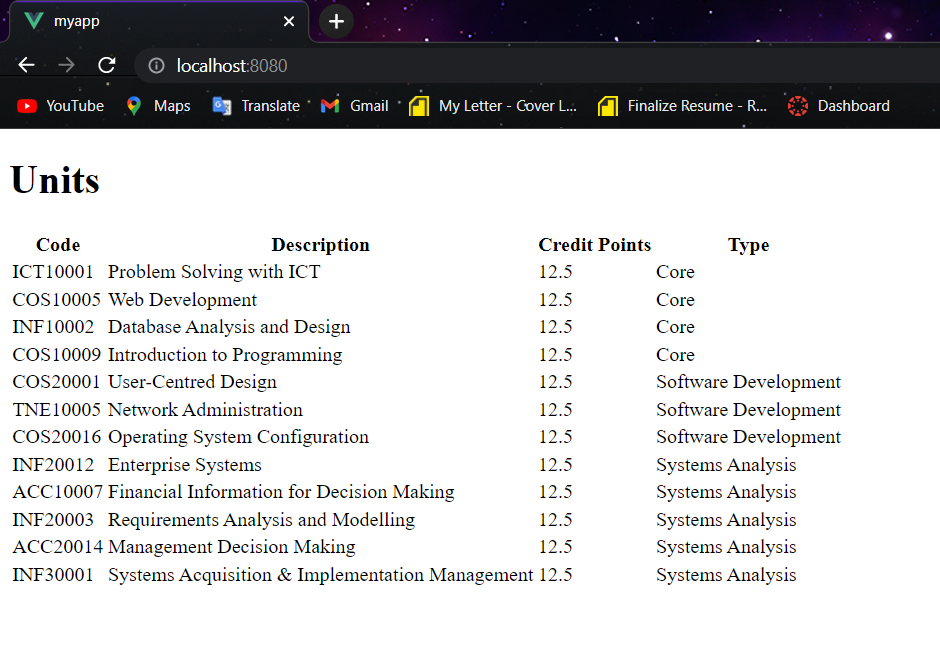 myapp
localhost:8080
YouTube Maps Translate Gmail My Letter - Cover L... Finalize Resume - R... Dashboard
Units
Code Description Credit Points Type
ICT10001 Problem Solving with ICT 12.5 Core
COS10005 Web Development 12.5 Core
INF10002 Database Analysis and Design 12.5 Core
COS10009 Introduction to Programming 12.5 Core
COS20001 User-Centred Design 12.5 Software Development
TNE10005 Network Administration 12.5 Software Development
COS20016 Operating System Configuration 12.5 Software Development
INF20012 Enterprise Systems 12.5 Systems Analysis
ACC10007 Financial Information for Decision Making 12.5 Systems Analysis
INF20003 Requirements Analysis and Modelling 12.5 Systems Analysis
ACC20014 Management Decision Making 12.5 Systems Analysis
INF30001 Systems Acquisition & Implementation Management 12.5 Systems Analysis